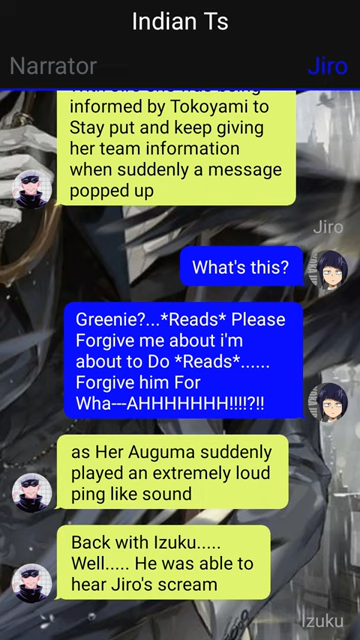 Indian Ts
Narrator
Jiro
informed by Tokoyami to
Stay put and keep giving
her team information
when suddenly a message
popped up
Jiro
What's this?
Greenie?...*Reads* Please
Forgive me about i'm
about to Do *Reads*......
Forgive him For
Wha---AHHHHHHH!!!!?!!
as Her Auguma suddenly
played an extremely loud
ping like sound
Back with Izuku.....
Well..... He was able to
hear Jiro's scream
Izuku